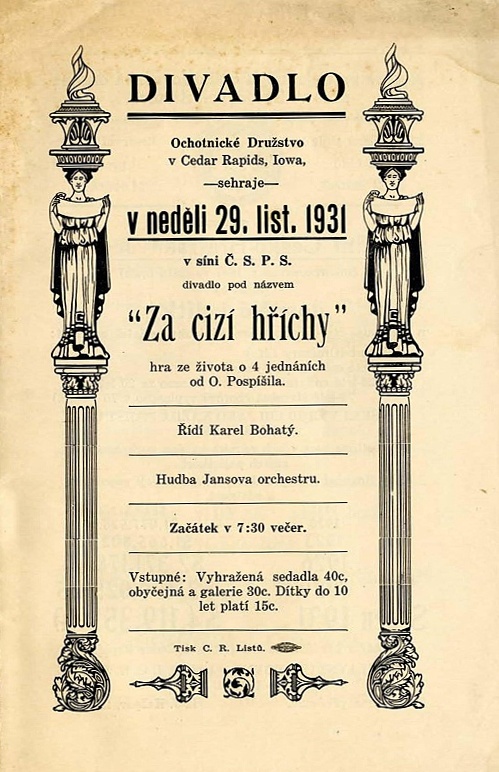 DIVADLO
Ochotnické Družstvo
v Cedar Rapids, Iowa,
—sehraje—
v neděli 29. list. 1931
v síni Č. S. P. S.
divadlo pod názvem
"Za cizí hříchy"
hra ze života o 4 jednáních
od O. Pospíšila.
Řídí Karel Bohatý.
Hudba Jansova orchestru.
Začátek v 7:30 večer.
Vstupné: Vyhražená sedadla 40c,
obyčejná a galerie 30c. Dítky do 10
let platí 15c.
Tisk C. R. Listů.